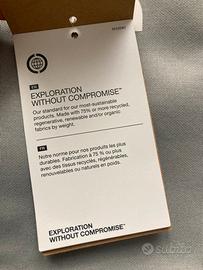 EN
EXPLORATION
WITHOUT COMPROMISE™
Our standard for our most-sustainable
products. Made with 75% or more recycled,
regenerative, renewable and/or organic
fabrics by weight.
FR
Notre norme pour nos produits les plus
durables. Fabrication à 75 % ou plus
avec des tissus recyclés, régénérables,
renouvelables ou naturels en poids.
EXPLORATION
WITHOUT COMPROMISE™
subito